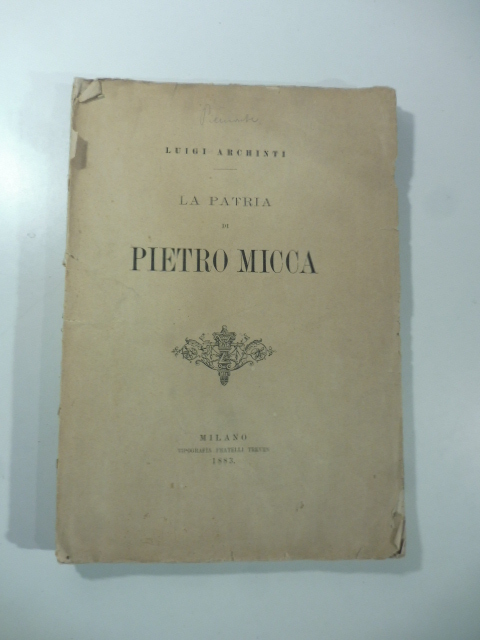 LUIGI ARCHINTI
LA PATRIA
DI
PIETRO MICCA
MILANO
TIPOGRAFIA FRATELLI TREVES
1883.